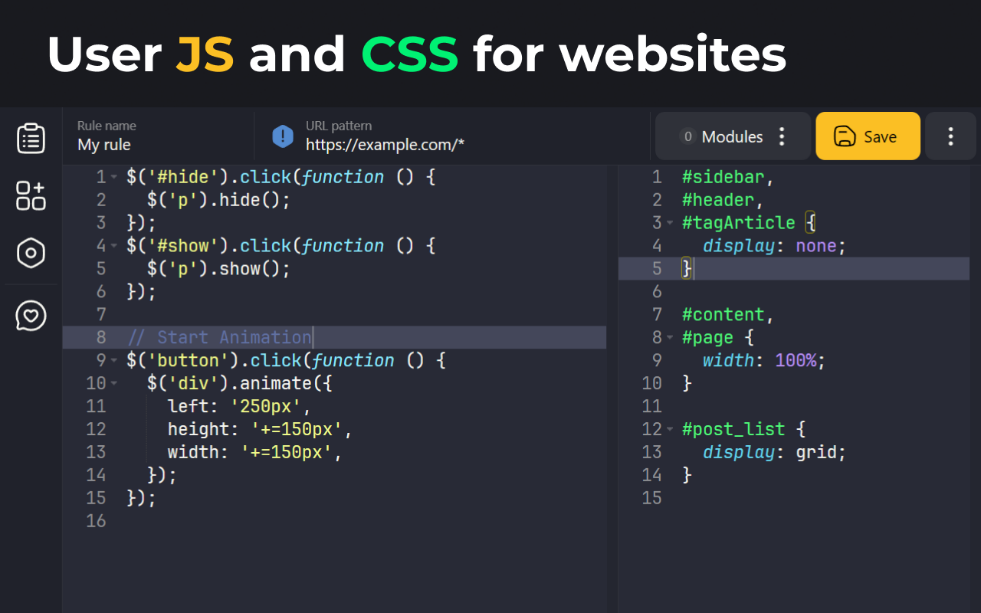 User JS and CSS for websites
Rule name
My rule
URL pattern
https://example.com/*
0 Modules
Save
1 $('#hide').click(function () {
2 $('p').hide();
3 });
4 $('#show').click(function () {
5 $('p').show();
6 });
7
8 // Start Animation
9 $('button').click(function () {
10 $('div').animate({
11 left: '250px',
12 height: '+=150px',
13 width: '+=150px',
14 });
15 });
16
1 #sidebar,
2 #header,
3 #tagArticle {
4 display: none;
5 }
6
7 #content,
8 #page {
9 width: 100%;
10 }
11
12 #post_list {
13 display: grid;
14 }
15